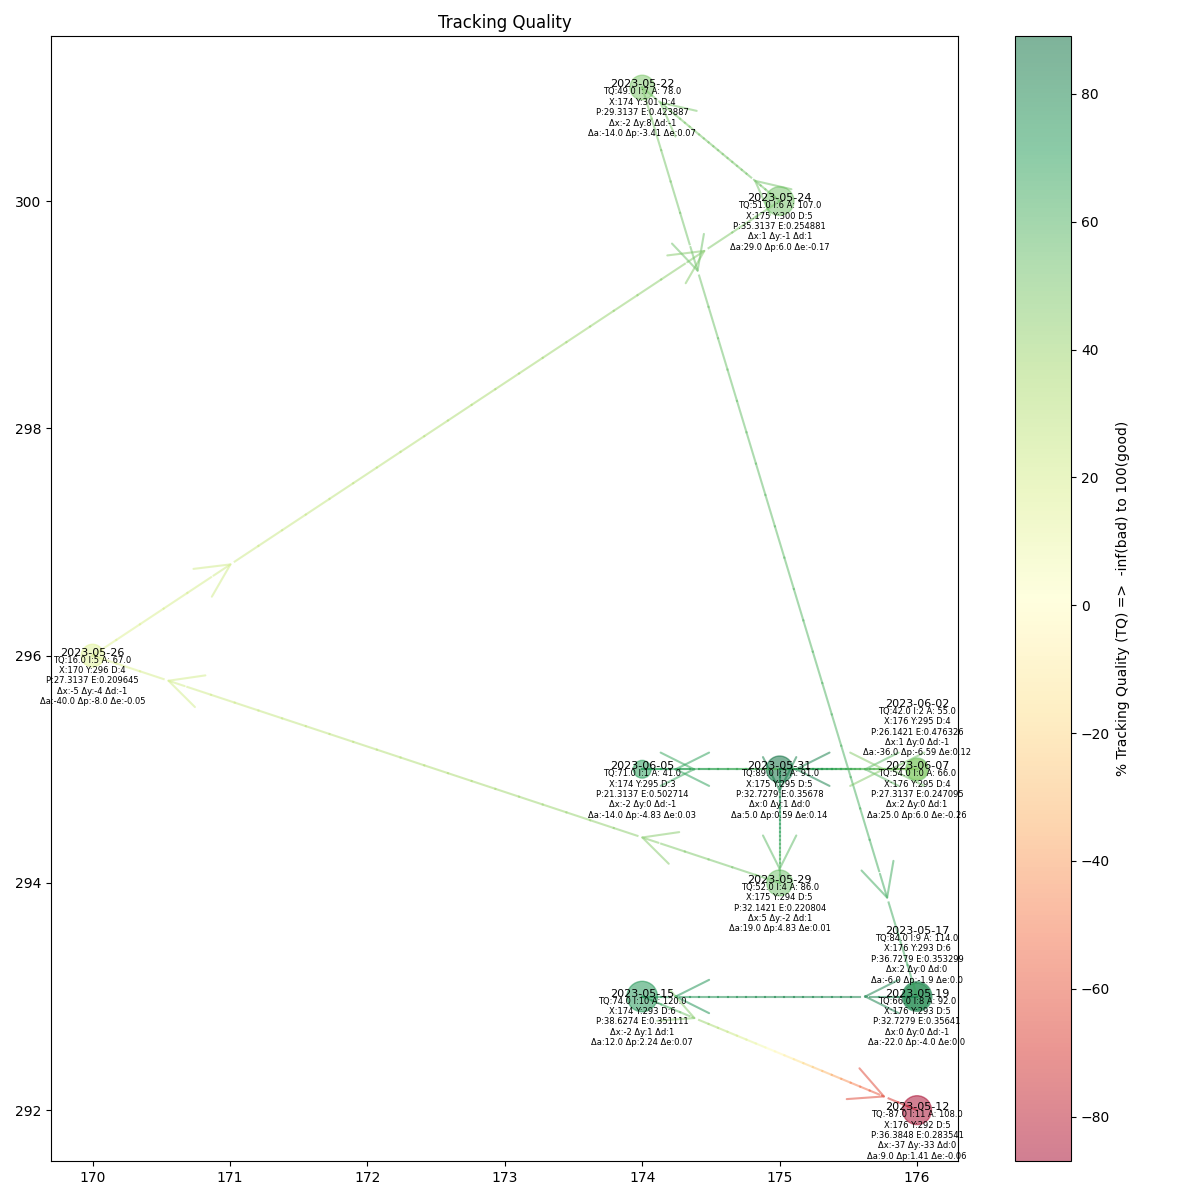 Tracking Quality
2023-05-22
TQ:49.0 I:7 A: 78.0
X:174 Y:301 D:4
P:29.3137 E:0.423887
Δx:-2 Δy:8 Δd:-1
Δa:-14.0 Δp:-3.41 Δe:0.07
2023-05-24
TQ:51.0 I:6 A: 107.0
X:175 Y:300 D:5
P:35.3137 E:0.254881
Δx:1 Δy:-1 Δd:1
Δa:29.0 Δp:6.0 Δe:-0.17
2023-05-26
TQ:16.0 I:5 A: 67.0
X:170 Y:296 D:4
P:27.3137 E:0.209645
Δx:-5 Δy:-4 Δd:-1
Δa:-40.0 Δp:-8.0 Δe:-0.05
2023-06-02
TQ:42.0 I:2 A: 55.0
X:176 Y:295 D:4
P:26.1421 E:0.476326
Δx:1 Δy:0 Δd:-1
Δa:-36.0 Δp:-6.59 Δe:0.12
2023-06-05
TQ:71.0 I:1 A: 41.0
X:174 Y:295 D:3
P:21.3137 E:0.502714
Δx:-2 Δy:0 Δd:-1
Δa:-14.0 Δp:-4.83 Δe:0.03
2023-05-31
TQ:89.0 I:3 A: 91.0
X:175 Y:295 D:5
P:32.7279 E:0.35678
Δx:0 Δy:1 Δd:0
Δa:5.0 Δp:0.59 Δe:0.14
2023-06-07
TQ:54.0 I:0 A: 66.0
X:176 Y:295 D:4
P:27.3137 E:0.247095
Δx:2 Δy:0 Δd:1
Δa:25.0 Δp:6.0 Δe:-0.26
2023-05-29
TQ:52.0 I:4 A: 86.0
X:175 Y:294 D:5
P:32.1421 E:0.220804
Δx:5 Δy:-2 Δd:1
Δa:19.0 Δp:4.83 Δe:0.01
2023-05-17
TQ:84.0 I:9 A: 114.0
X:176 Y:293 D:6
P:36.7279 E:0.353299
Δx:2 Δy:0 Δd:0
Δa:-6.0 Δp:-1.9 Δe:0.0
2023-05-15
TQ:74.0 I:10 A: 120.0
X:174 Y:293 D:6
P:38.6274 E:0.351111
Δx:-2 Δy:1 Δd:1
Δa:12.0 Δp:2.24 Δe:0.07
2023-05-19
TQ:66.0 I:8 A: 92.0
X:176 Y:293 D:5
P:32.7279 E:0.35641
Δx:0 Δy:0 Δd:-1
Δa:-22.0 Δp:-4.0 Δe:0.0
2023-05-12
TQ:-87.0 I:11 A: 108.0
X:176 Y:292 D:5
P:36.3848 E:0.283541
Δx:-37 Δy:-33 Δd:0
Δa:9.0 Δp:1.41 Δe:-0.06
300
298
296
294
292
170
171
172
173
174
175
176
80
60
40
20
0
−20
−40
−60
−80
% Tracking Quality (TQ) => -inf(bad) to 100(good)